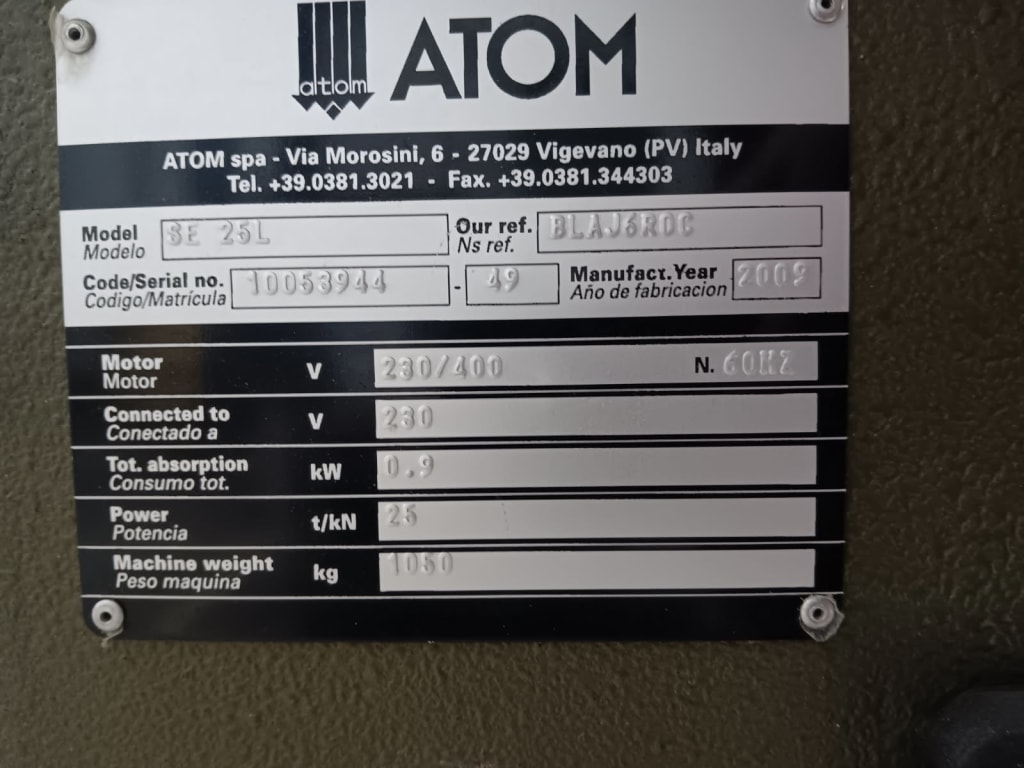 atom ATOM
ATOM spa - Via Morosini, 6 - 27029 Vigevano (PV) Italy
Tel. +39.0381.3021 - Fax. +39.0381.344303
Model SE 25L Our ref. BLAJ6ROC
Modelo Ns ref.
Code/Serial no. 10053944 - 49 Manufact.Year 2009
Codigo/Matrícula Año de fabricacion
Motor V 230/400 N. 60HZ
Motor
Connected to V 230
Conectado a
Tot. absorption kW 0.9
Consumo tot.
Power t/kN 25
Potencia
Machine weight kg 1050
Peso maquina